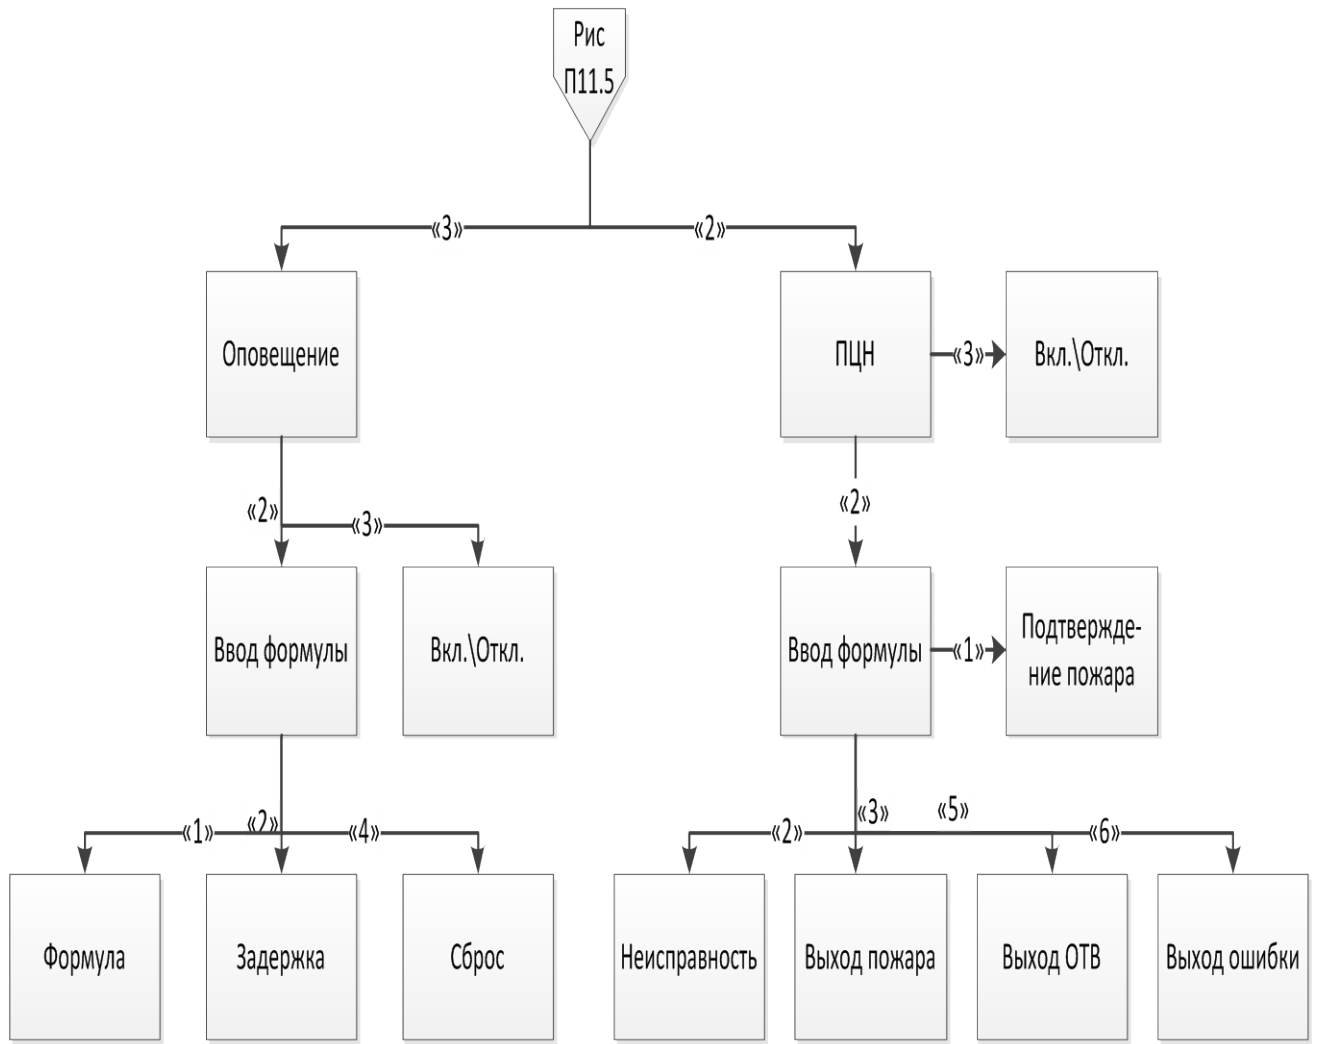 Рис
П11.5
«3»
«2»
Оповещение
ПЦН
«3»
Вкл.\Откл.
«2»
«3»
«2»
Ввод формулы
Вкл.\Откл.
Ввод формулы
«1»
Подтвержде-
ние пожара
«1»
«2»
«4»
«2»
«3»
«5»
«6»
Формула
Задержка
Сброс
Неисправность
Выход пожара
Выход ОТВ
Выход ошибки